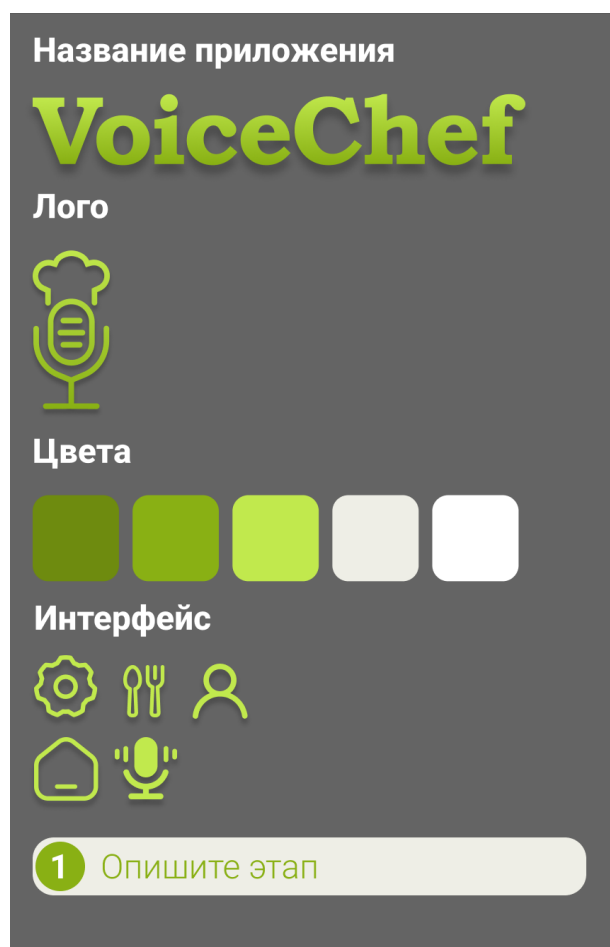 Название приложения
VoiceChef
Лого
Цвета
Интерфейс
1 Опишите этап